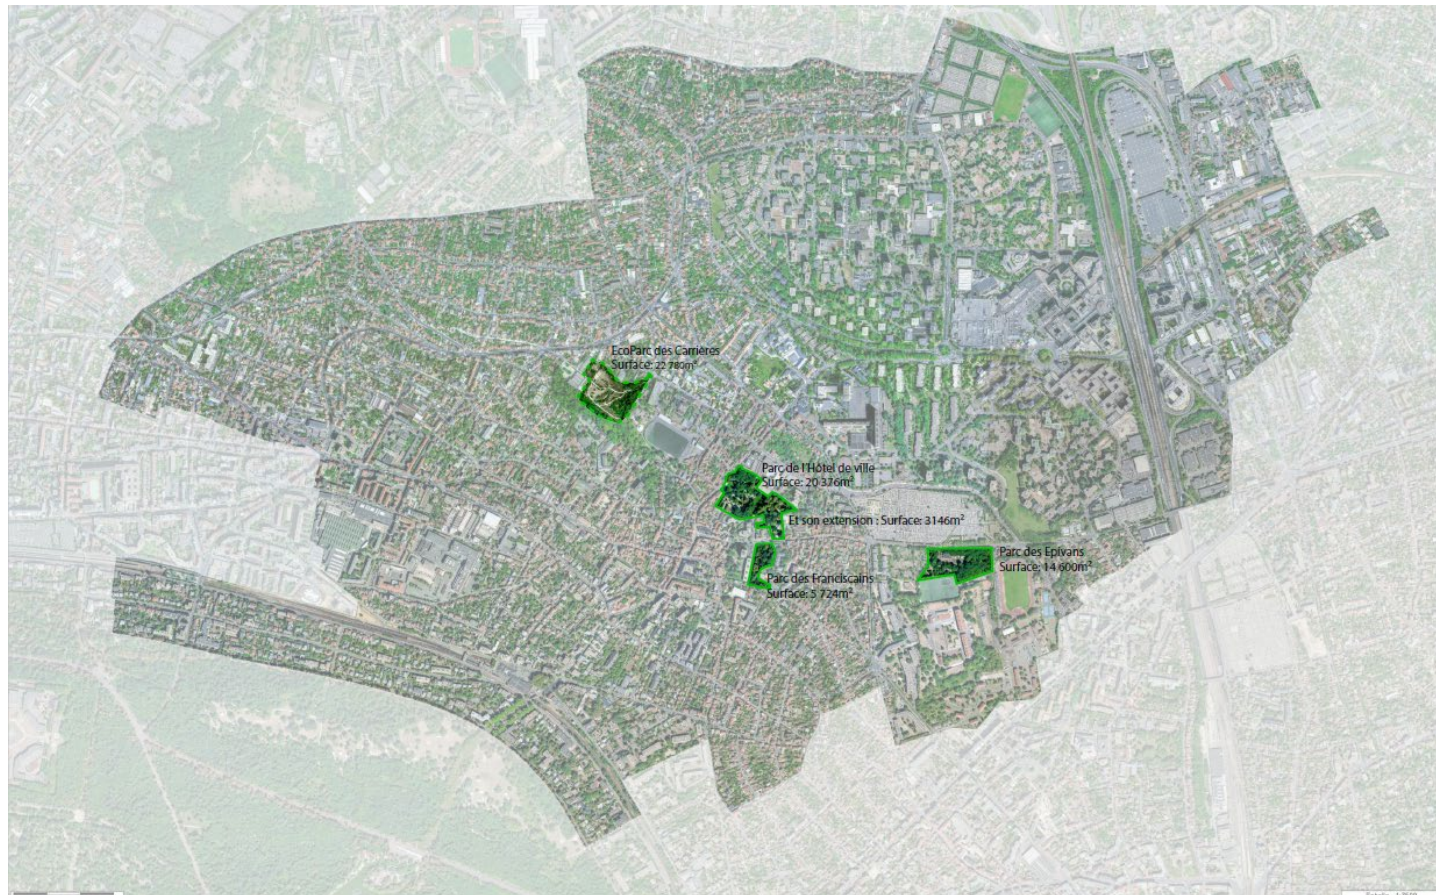 EcoParc des Carrières
Surface: 22 780m²
Parc de l'Hôtel de ville
Surface: 20 376m²
Et son extension : Surface: 3146m²
Parc des Epivans
Surface: 14 600m²
Parc des Franciscains
Surface: 5 724m²